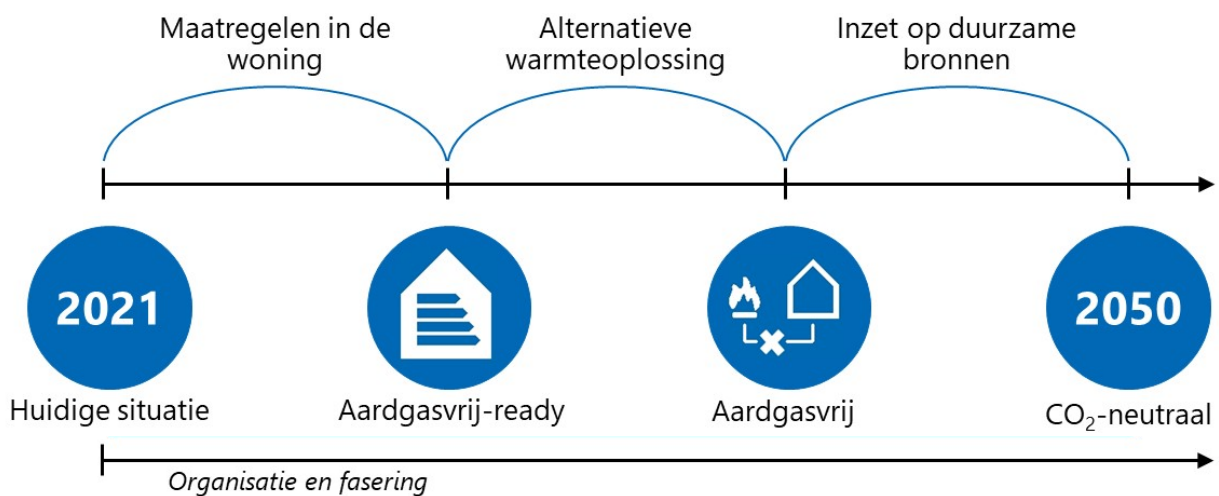 Maatregelen in de
woning
Alternatieve
warmteoplossing
Inzet op duurzame
bronnen
2021
2050
Huidige situatie
Aardgasvrij-ready
Aardgasvrij
CO₂-neutraal
Organisatie en fasering